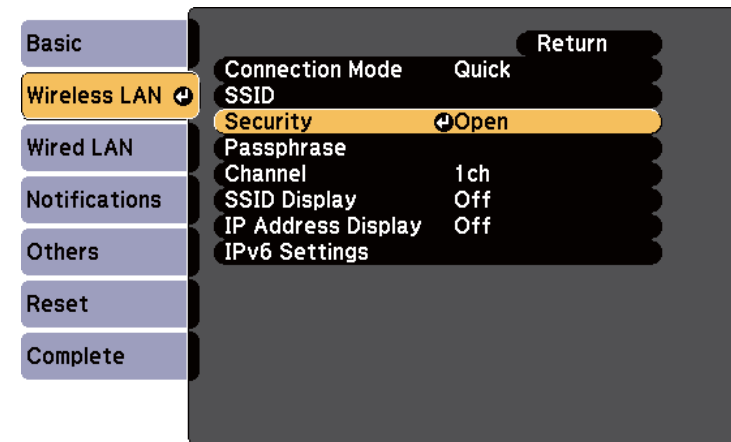 Basic
Wireless LAN
Wired LAN
Notifications
Others
Reset
Complete
Return
Connection Mode Quick
SSID
Security Open
Passphrase
Channel 1ch
SSID Display Off
IP Address Display Off
IPv6 Settings